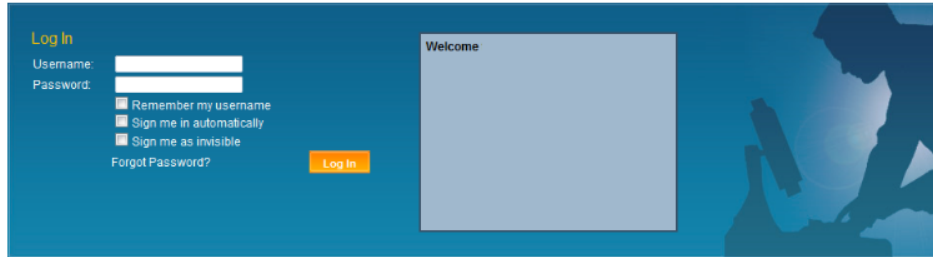 Log In
Username:
Password:
Remember my username
Sign me in automatically
Sign me as invisible
Forgot Password?
Log In
Welcome